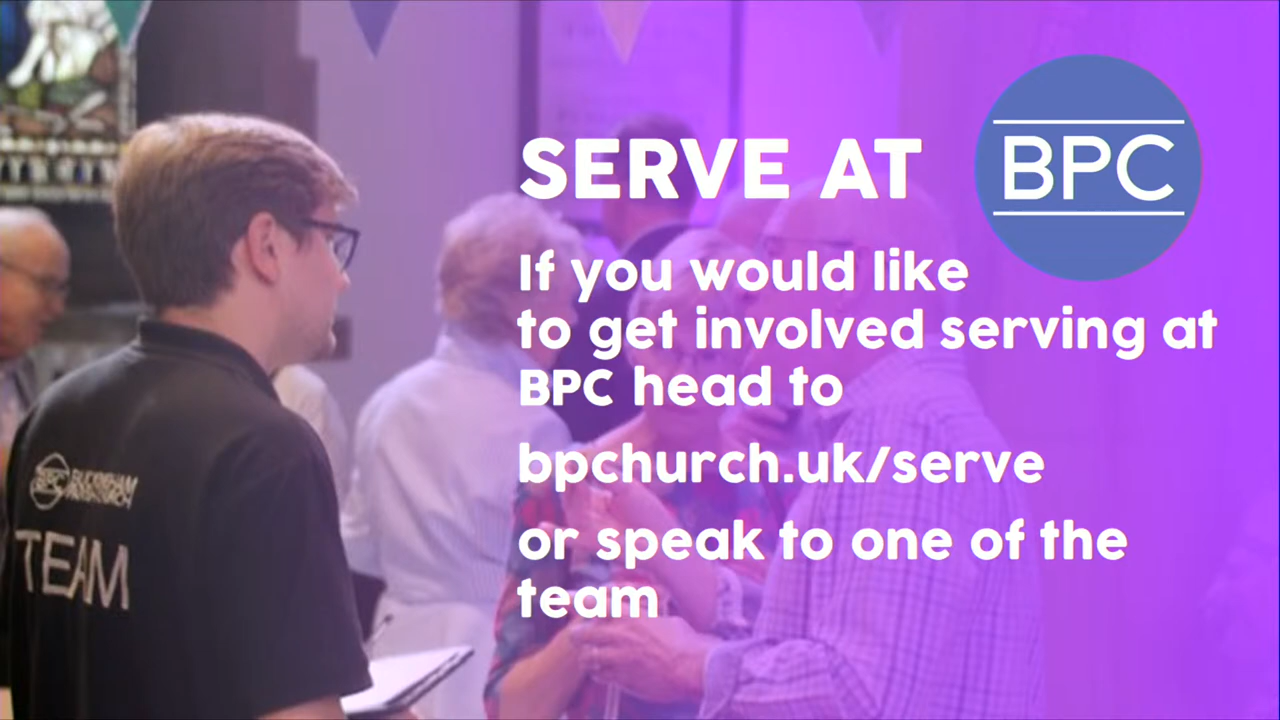 SERVE AT
BPC
If you would like
to get involved serving at
BPC head to
bpchurch.uk/serve
or speak to one of the
team
TEAM